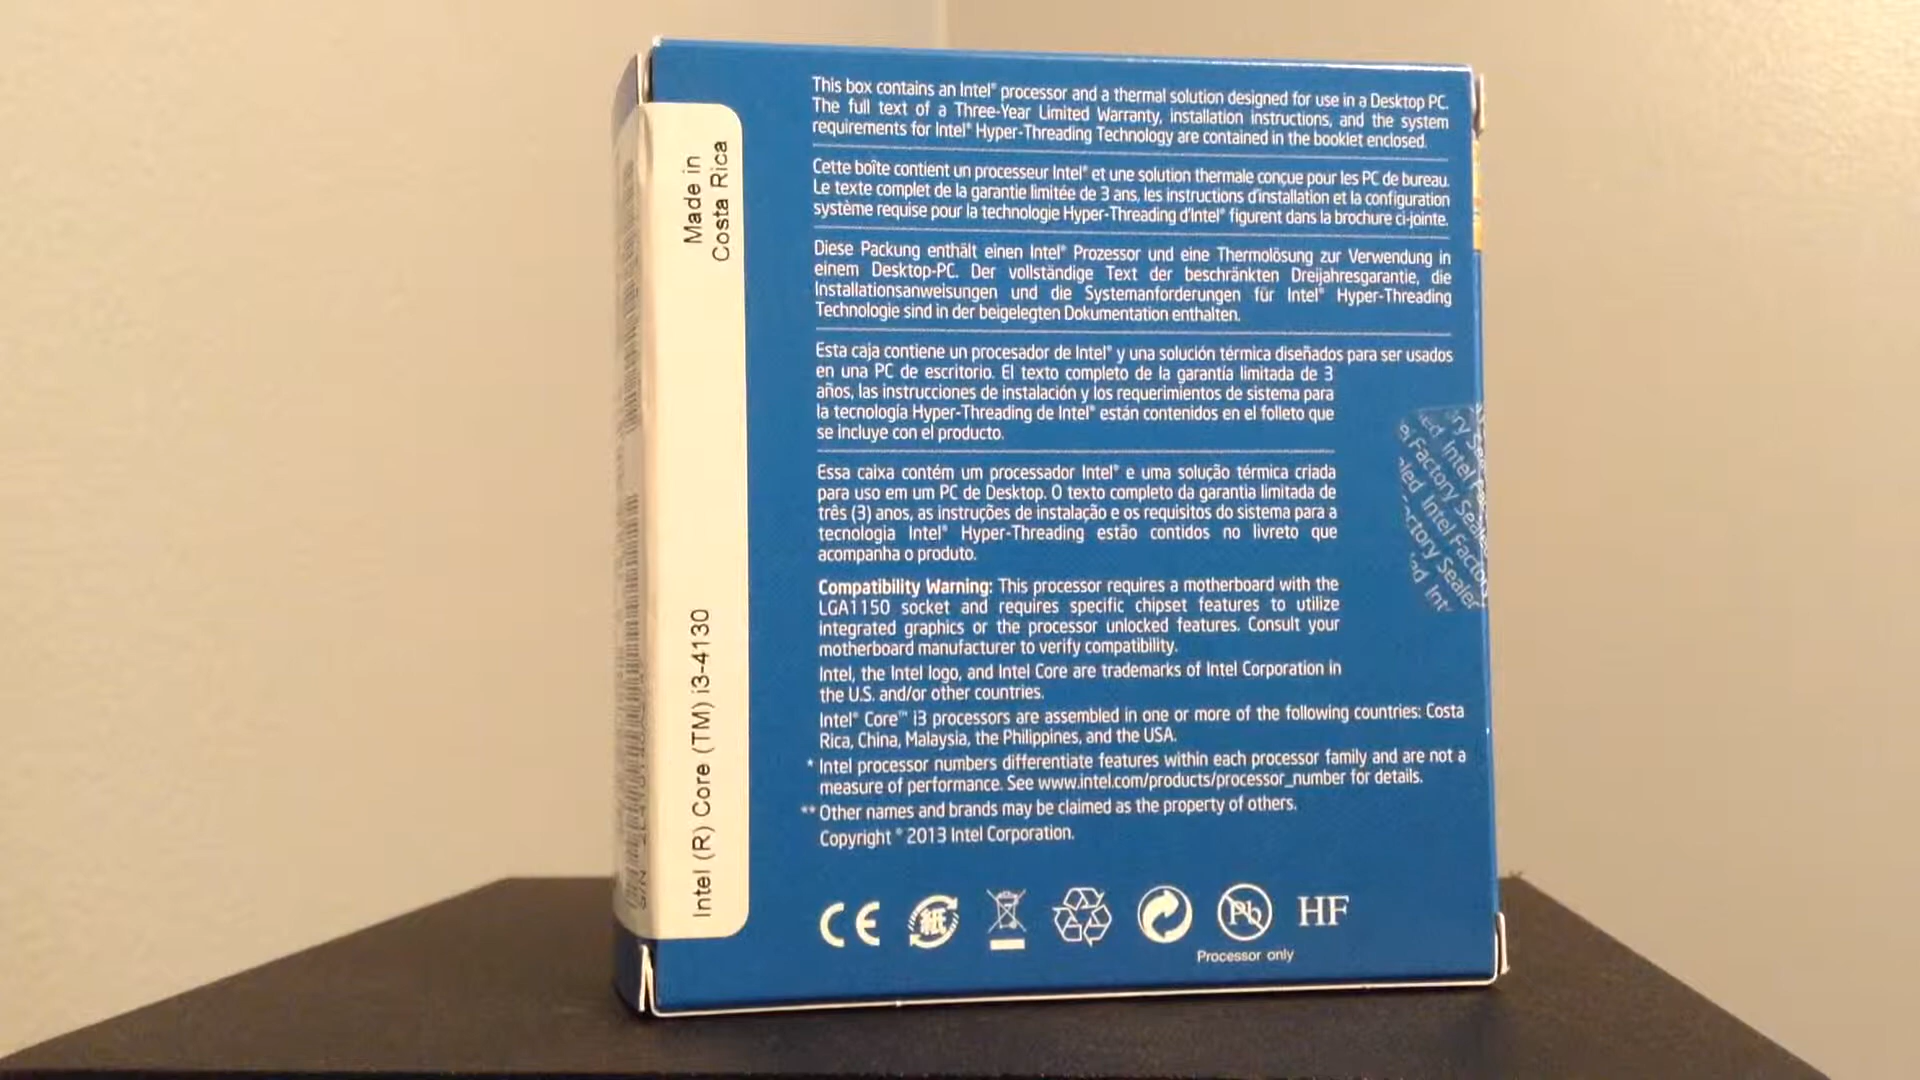 Made in
Costa Rica
Intel (R) Core (TM) i3-4130
This box contains an Intel® processor and a thermal solution designed for use in a Desktop PC.
The full text of a Three-Year Limited Warranty, installation instructions, and the system
requirements for Intel® Hyper-Threading Technology are contained in the booklet enclosed.
Cette boîte contient un processeur Intel® et une solution thermale conçue pour les PC de bureau.
Le texte complet de la garantie limitée de 3 ans, les instructions d'installation et la configuration
système requise pour la technologie Hyper-Threading d'Intel® figurent dans la brochure ci-jointe.
Diese Packung enthält einen Intel® Prozessor und eine Thermolösung zur Verwendung in
einem Desktop-PC. Der vollständige Text der beschränkten Dreijahresgarantie, die
Installationsanweisungen und die Systemanforderungen für Intel® Hyper-Threading
Technologie sind in der beigelegten Dokumentation enthalten.
Esta caja contiene un procesador de Intel® y una solución térmica diseñados para ser usados
en una PC de escritorio. El texto completo de la garantía limitada de 3
años, las instrucciones de instalación y los requerimientos de sistema para
la tecnología Hyper-Threading de Intel® están contenidos en el folleto que
se incluye con el producto.
Essa caixa contém um processador Intel® e uma solução térmica criada
para uso em um PC de Desktop. O texto completo da garantia limitada de
três (3) anos, as instruções de instalação e os requisitos do sistema para a
tecnologia Intel® Hyper-Threading estão contidos no livreto que
acompanha o produto.
Compatibility Warning: This processor requires a motherboard with the
LGA1150 socket and requires specific chipset features to utilize
integrated graphics or the processor unlocked features. Consult your
motherboard manufacturer to verify compatibility.
Intel, the Intel logo, and Intel Core are trademarks of Intel Corporation in
the U.S. and/or other countries.
Intel® Core™ i3 processors are assembled in one or more of the following countries: Costa
Rica, China, Malaysia, the Philippines, and the USA.
* Intel processor numbers differentiate features within each processor family and are not a
measure of performance. See www.intel.com/products/processor_number for details.
** Other names and brands may be claimed as the property of others.
Copyright © 2013 Intel Corporation.
CE 紙 Pb HF
Processor only
Intel
Factory
Intel Factory
Factory Sealed